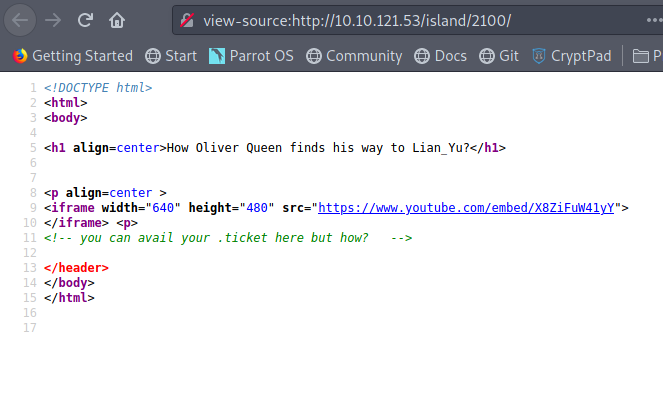 view-source:http://10.10.121.53/island/2100/
Getting Started Start Parrot OS Community Docs Git CryptPad P
1 <!DOCTYPE html>
2 <html>
3 <body>
4
5 <h1 align=center>How Oliver Queen finds his way to Lian_Yu?</h1>
6
7
8 <p align=center >
9 <iframe width="640" height="480" src="https://www.youtube.com/embed/X8ZiFuW41yY">
10 </iframe> <p>
11 <!-- you can avail your .ticket here but how?   -->
12
13 </header>
14 </body>
15 </html>
16
17